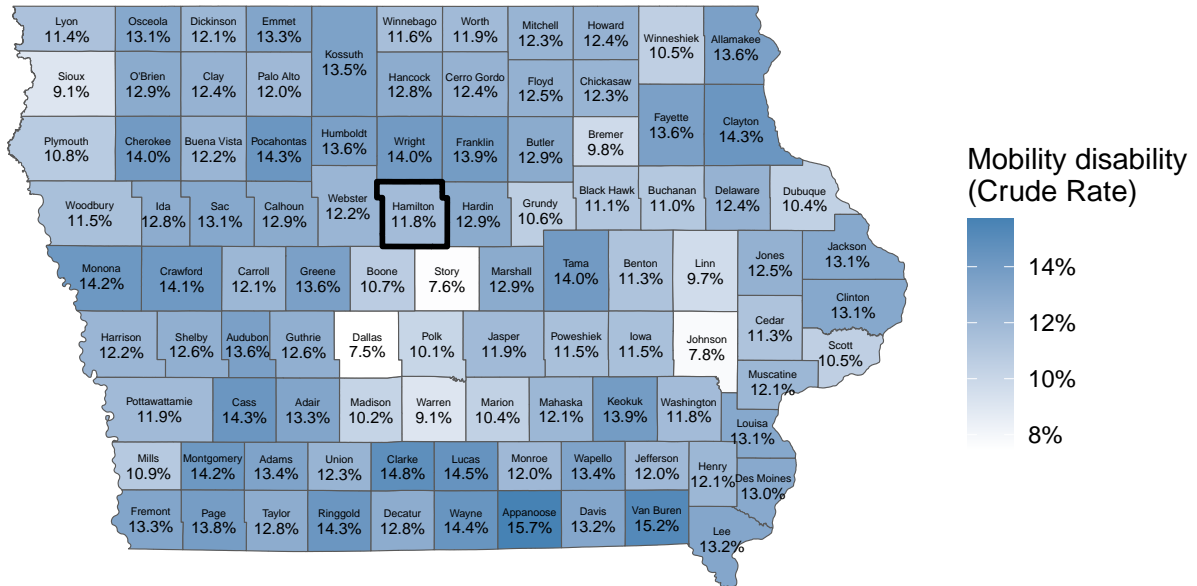 Lyon
11.4%
Osceola
13.1%
Dickinson
12.1%
Emmet
13.3%
Kossuth
13.5%
Winnebago
11.6%
Worth
11.9%
Mitchell
12.3%
Howard
12.4%
Winneshiek
10.5%
Allamakee
13.6%
Sioux
9.1%
O'Brien
12.9%
Clay
12.4%
Palo Alto
12.0%
Hancock
12.8%
Cerro Gordo
12.4%
Floyd
12.5%
Chickasaw
12.3%
Fayette
13.6%
Clayton
14.3%
Plymouth
10.8%
Cherokee
14.0%
Buena Vista
12.2%
Pocahontas
14.3%
Humboldt
13.6%
Wright
14.0%
Franklin
13.9%
Butler
12.9%
Bremer
9.8%
Woodbury
11.5%
Ida
12.8%
Sac
13.1%
Calhoun
12.9%
Webster
12.2%
Hamilton
11.8%
Hardin
12.9%
Grundy
10.6%
Black Hawk
11.1%
Buchanan
11.0%
Delaware
12.4%
Dubuque
10.4%
Monona
14.2%
Crawford
14.1%
Carroll
12.1%
Greene
13.6%
Boone
10.7%
Story
7.6%
Marshall
12.9%
Tama
14.0%
Benton
11.3%
Linn
9.7%
Jones
12.5%
Jackson
13.1%
Clinton
13.1%
Harrison
12.2%
Shelby
12.6%
Audubon
13.6%
Guthrie
12.6%
Dallas
7.5%
Polk
10.1%
Jasper
11.9%
Poweshiek
11.5%
Iowa
11.5%
Johnson
7.8%
Cedar
11.3%
Scott
10.5%
Muscatine
12.1%
Pottawattamie
11.9%
Cass
14.3%
Adair
13.3%
Madison
10.2%
Warren
9.1%
Marion
10.4%
Mahaska
12.1%
Keokuk
13.9%
Washington
11.8%
Louisa
13.1%
Mills
10.9%
Montgomery
14.2%
Adams
13.4%
Union
12.3%
Clarke
14.8%
Lucas
14.5%
Monroe
12.0%
Wapello
13.4%
Jefferson
12.0%
Henry
12.1%
Des Moines
13.0%
Fremont
13.3%
Page
13.8%
Taylor
12.8%
Ringgold
14.3%
Decatur
12.8%
Wayne
14.4%
Appanoose
15.7%
Davis
13.2%
Van Buren
15.2%
Lee
13.2%
Mobility disability
(Crude Rate)
14%
12%
10%
8%